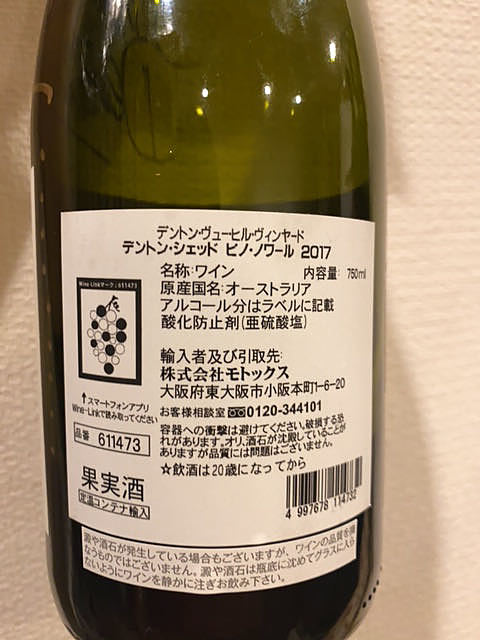 デントン・ヴュー・ヒル・ヴィンヤード
デントン・シェッド ピノ・ノワール 2017
名称:ワイン 内容量: 750ml
原産国名:オーストラリア
アルコール分はラベルに記載
酸化防止剤(亜硫酸塩)
Wine Linkマーク:611473
輸入者及び引取先:
株式会社モトックス
大阪府東大阪市小阪本町1-6-20
お客様相談室 0120-344101
↑スマートフォンアプリ
Wine-Linkで読み取ってください
品番 611473
容器への衝撃は避けてください。破損する恐
れがあります。オリ、酒石が沈殿していることが
ありますが品質には問題はございません。
☆飲酒は20歳になってから
果実酒
定温コンテナ輸入
4 997678 114732
澱や酒石が発生している場合もございますが、ワインの品質を損
なうものではございません。澱や酒石は瓶底に沈めてグラスに入ら
ないようにワインを静かに注ぎお飲み下さい。